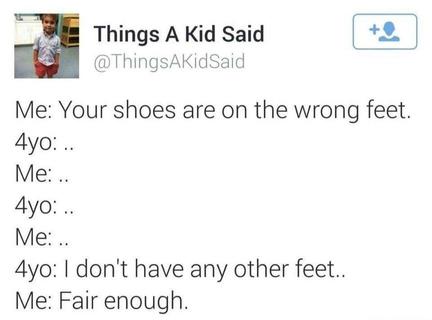 Things A Kid Said
@ThingsAKidSaid
Me: Your shoes are on the wrong feet.
4yo: ..
Me: ..
4yo: ..
Me: ..
4yo: I don't have any other feet..
Me: Fair enough.